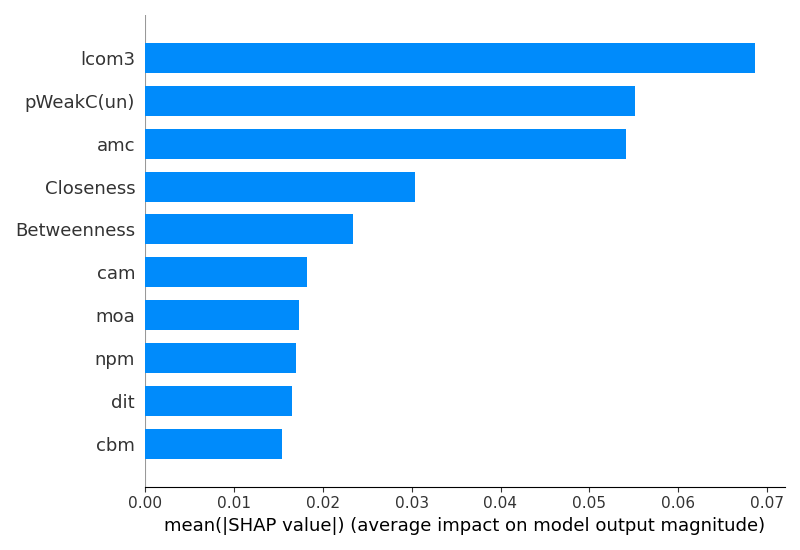 lcom3
pWeakC(un)
amc
Closeness
Betweenness
cam
moa
npm
dit
cbm
0.00 0.01 0.02 0.03 0.04 0.05 0.06 0.07
mean(|SHAP value|) (average impact on model output magnitude)